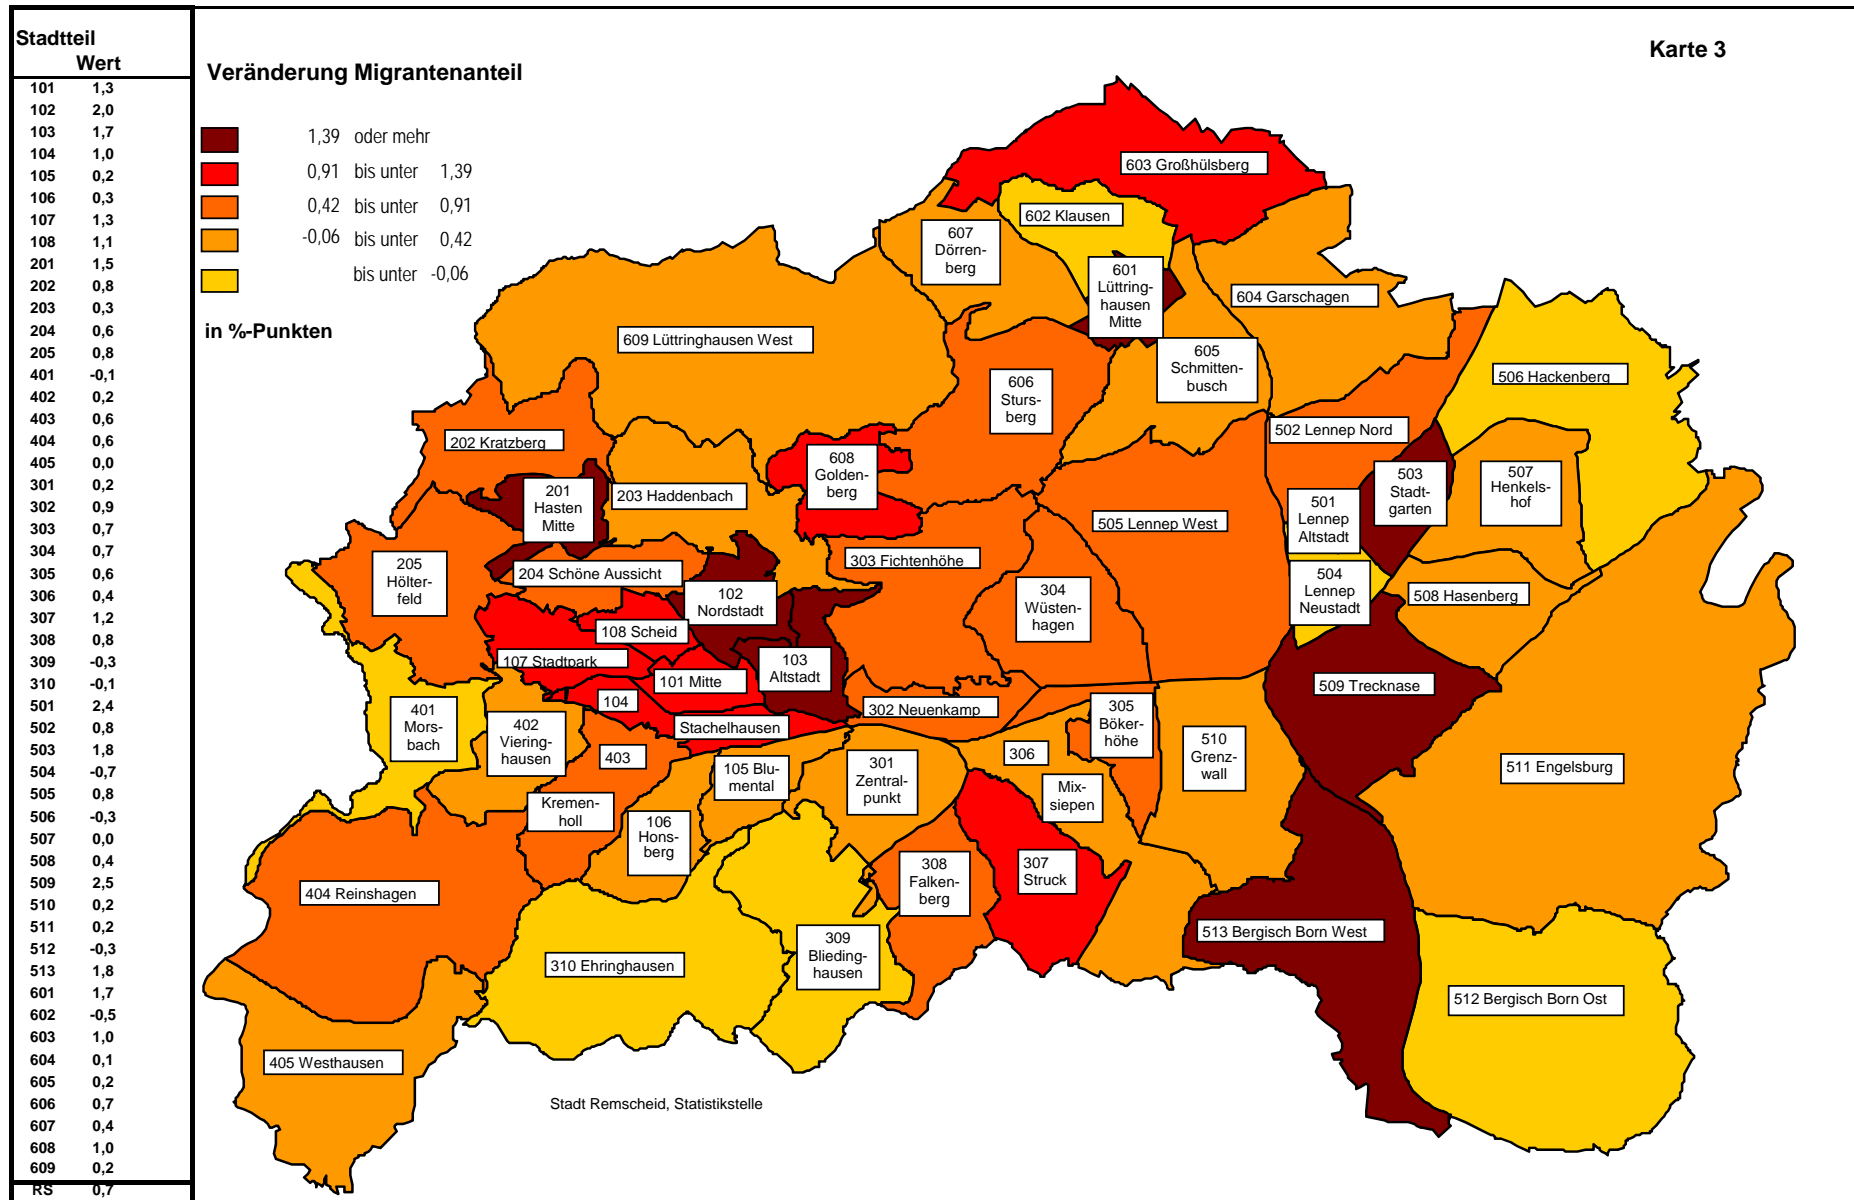 Stadtteil
Wert
101 1,3
102 2,0
103 1,7
104 1,0
105 0,2
106 0,3
107 1,3
108 1,1
201 1,5
202 0,8
203 0,3
204 0,6
205 0,8
401 -0,1
402 0,2
403 0,6
404 0,6
405 0,0
301 0,2
302 0,9
303 0,7
304 0,7
305 0,6
306 0,4
307 1,2
308 0,8
309 -0,3
310 -0,1
501 2,4
502 0,8
503 1,8
504 -0,7
505 0,8
506 -0,3
507 0,0
508 0,4
509 2,5
510 0,2
511 0,2
512 -0,3
513 1,8
601 1,7
602 -0,5
603 1,0
604 0,1
605 0,2
606 0,7
607 0,4
608 1,0
609 0,2
RS 0,7
Karte 3
Veränderung Migrantenanteil
1,39 oder mehr
0,91 bis unter 1,39
0,42 bis unter 0,91
-0,06 bis unter 0,42
bis unter -0,06
in %-Punkten
603 Großhülsberg
602 Klausen
607
Dörren-
berg
601
Lüttring-
hausen
Mitte
604 Garschagen
609 Lüttringhausen West
605
Schmitten-
busch
606
Sturs-
berg
506 Hackenberg
202 Kratzberg
502 Lennep Nord
608
Golden-
berg
503
Stadt-
garten
507
Henkels-
hof
201
Hasten
Mitte
203 Haddenbach
501
Lennep
Altstadt
505 Lennep West
205
Hölter-
feld
204 Schöne Aussicht
303 Fichtenhöhe
102
Nordstadt
304
Wüsten-
hagen
504
Lennep
Neustadt
508 Hasenberg
108 Scheid
107 Stadtpark
103
Altstadt
101 Mitte
509 Trecknase
104
Stachelhausen
302 Neuenkamp
401
Mors-
bach
402
Viering-
hausen
305
Böker-
höhe
403
306
510
Grenz-
wall
105 Blu-
mental
301
Zentral-
punkt
511 Engelsburg
Mix-
siepen
Kremen-
holl
106
Hons-
berg
308
Falken-
berg
307
Struck
404 Reinshagen
513 Bergisch Born West
309
Блieding-
hausen
310 Ehringhausen
512 Bergisch Born Ost
405 Westhausen
Stadt Remscheid, Statistikstelle